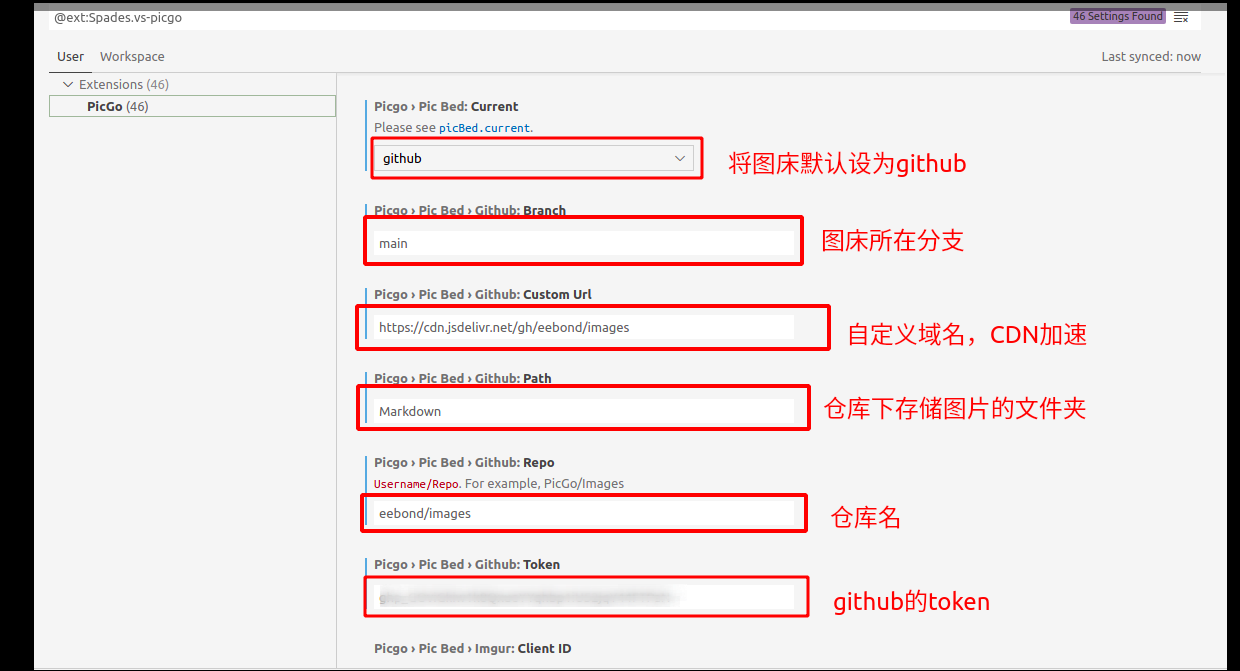 @ext:Spades.vs-picgo
46 Settings Found
User Workspace
Last synced: now
Extensions (46)
PicGo (46)
Picgo › Pic Bed: Current
Please see picBed.current.
github
将图床默认设为github
Picgo › Pic Bed › Github: Branch
main
图床所在分支
Picgo › Pic Bed › Github: Custom Url
https://cdn.jsdelivr.net/gh/eebond/images
自定义域名，CDN加速
Picgo › Pic Bed › Github: Path
Markdown
仓库下存储图片的文件夹
Picgo › Pic Bed › Github: Repo
Username/Repo. For example, PicGo/Images
eebond/images
仓库名
Picgo › Pic Bed › Github: Token
github的token
Picgo › Pic Bed › Imgur: Client ID